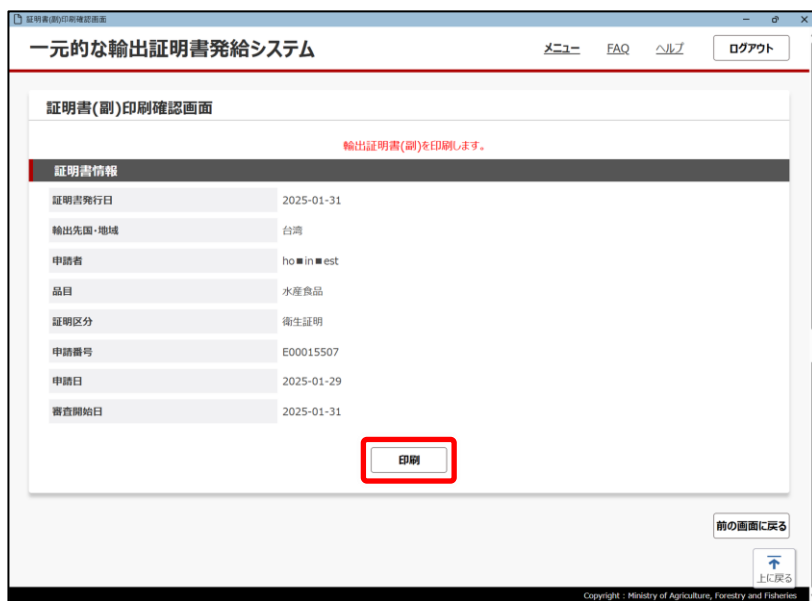 証明書(副)印刷確認画面
一元的な輸出証明書発給システム
メニュー FAQ ヘルプ ログアウト
証明書(副)印刷確認画面
輸出証明書(副)を印刷します。
証明書情報
証明書発行日 2025-01-31
輸出先国・地域 台湾
申請者 ho■in■est
品目 水産食品
証明区分 衛生証明
申請番号 E00015507
申請日 2025-01-29
審査開始日 2025-01-31
印刷
前の画面に戻る
上に戻る
Copyright : Ministry of Agriculture, Forestry and Fisheries